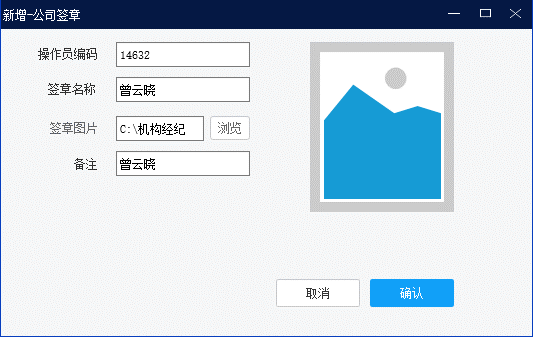 新增-公司签章
操作员编码 14632
签章名称 曾云晓
签章图片 C:\机构经纪 浏览
备注 曾云晓
取消 确认